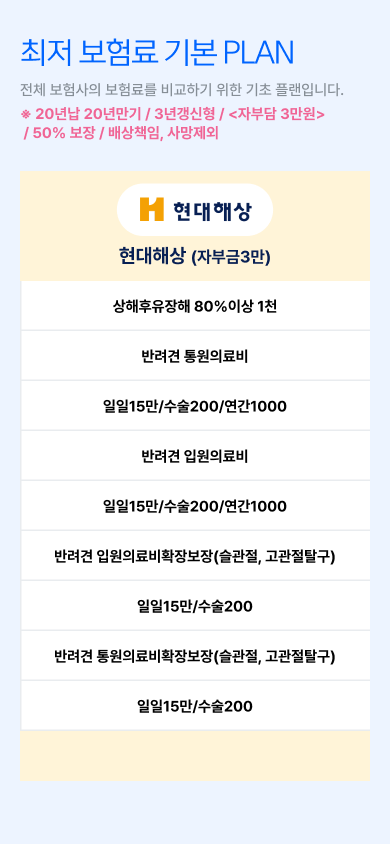 최저 보험료 기본 PLAN
전체 보험사의 보험료를 비교하기 위한 기초 플랜입니다.
※ 20년납 20년만기 / 3년갱신형 / <자부담 3만원>
/ 50% 보장 / 배상책임, 사망제외
현대해상
현대해상 (자부금3만)
상해후유장해 80%이상 1천
반려견 통원의료비
일일15만/수술200/연간1000
반려견 입원의료비
일일15만/수술200/연간1000
반려견 입원의료비확장보장(슬관절, 고관절탈구)
일일15만/수술200
반려견 통원의료비확장보장(슬관절, 고관절탈구)
일일15만/수술200